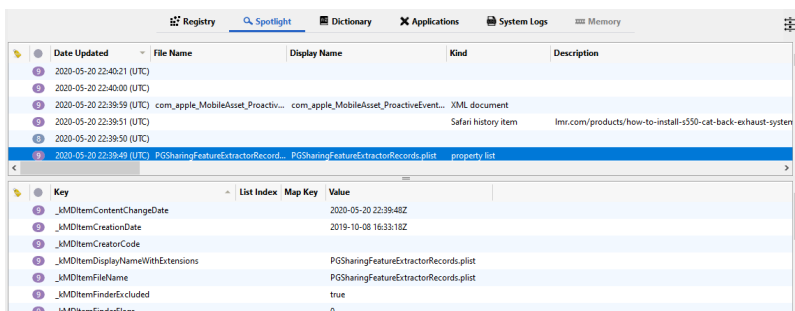 Registry Spotlight Dictionary Applications System Logs Memory
Date Updated File Name Display Name Kind Description
9 2020-05-20 22:40:21 (UTC)
9 2020-05-20 22:40:00 (UTC)
9 2020-05-20 22:39:59 (UTC) com_apple_MobileAsset_Proactiv... com_apple_MobileAsset_ProactiveEvent... XML document
9 2020-05-20 22:39:51 (UTC) Safari history item lmr.com/products/how-to-install-s550-cat-back-exhaust-system
8 2020-05-20 22:39:50 (UTC)
9 2020-05-20 22:39:49 (UTC) PGSharingFeatureExtractorRecord... PGSharingFeatureExtractorRecords.plist property list
Key List Index Map Key Value
9 _kMDItemContentChangeDate 2020-05-20 22:39:48Z
9 _kMDItemCreationDate 2019-10-08 16:33:18Z
9 _kMDItemCreatorCode
9 _kMDItemDisplayNameWithExtensions PGSharingFeatureExtractorRecords.plist
9 _kMDItemFileName PGSharingFeatureExtractorRecords.plist
9 _kMDItemFinderExcluded true
9 _kMDItemFinderFlags 0